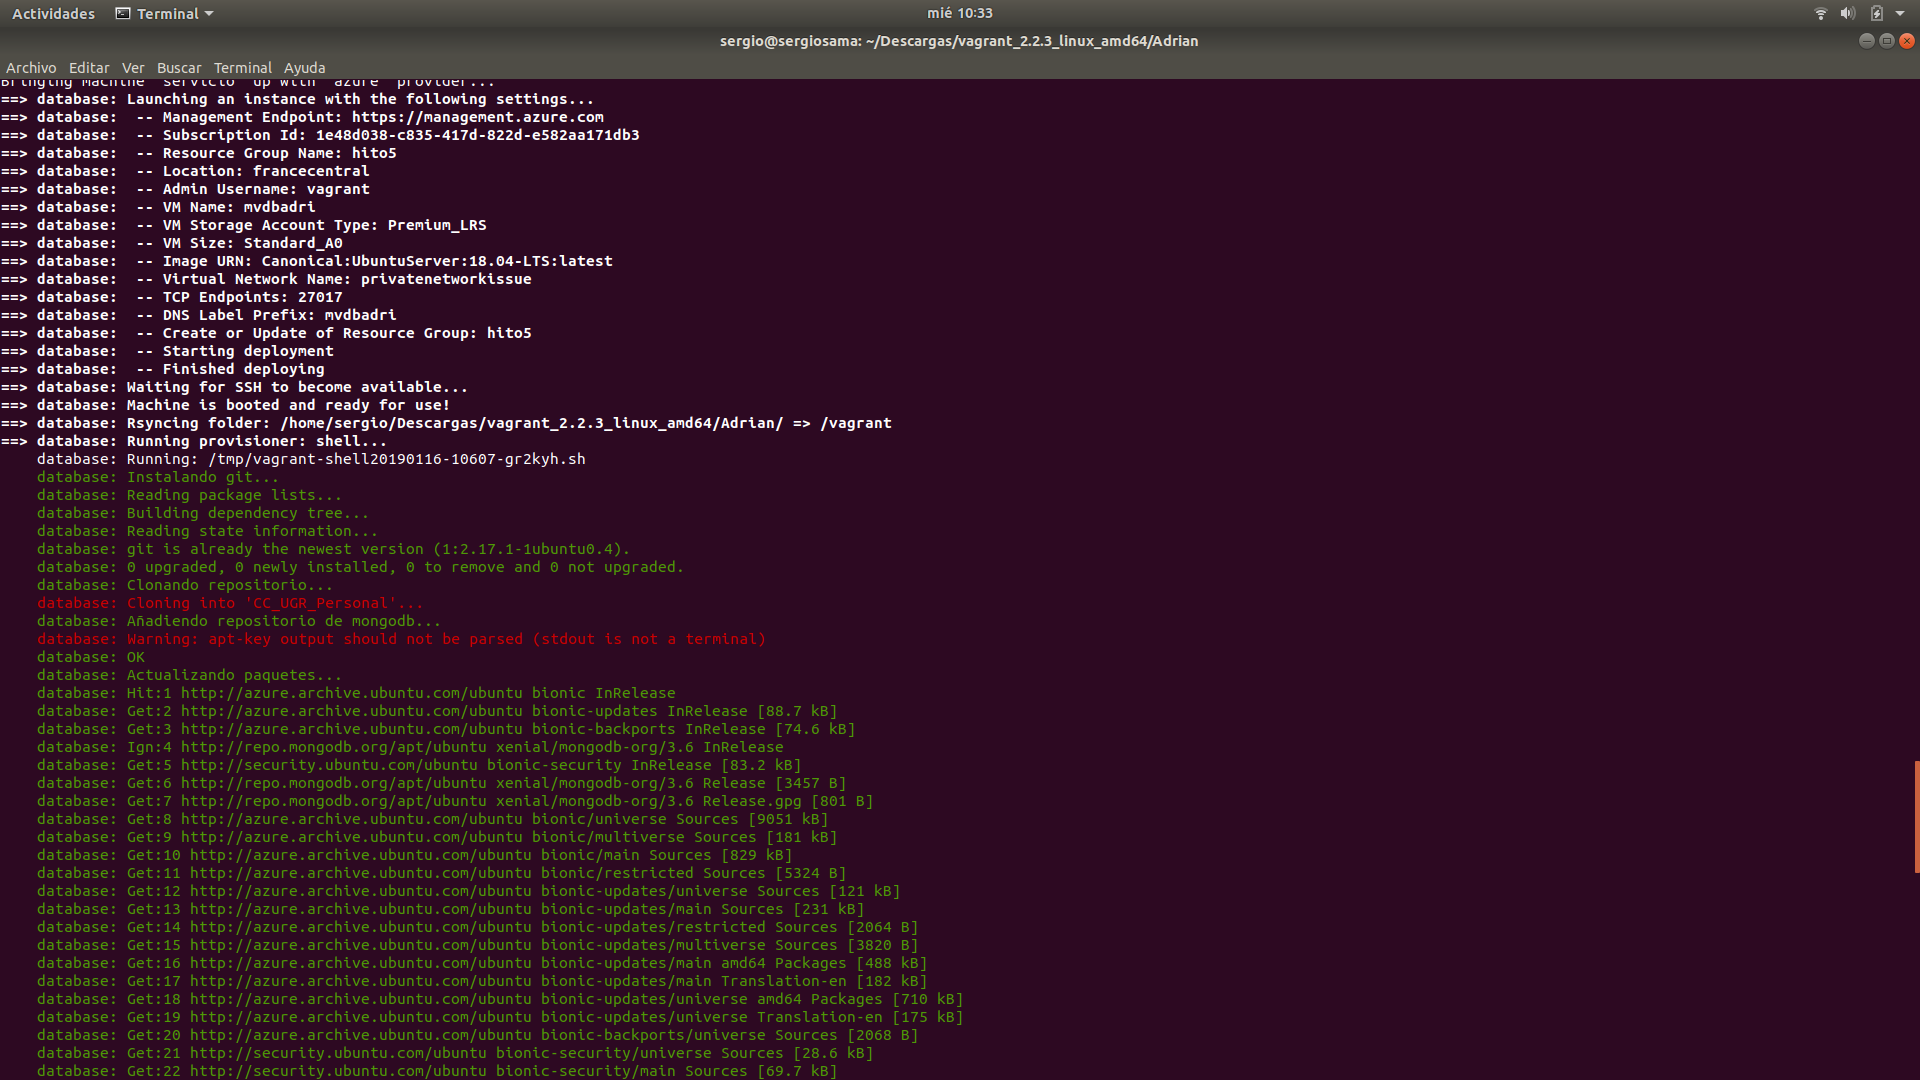 Actividades Terminal mié 10:33
sergio@sergiosama: ~/Descargas/vagrant_2.2.3_linux_amd64/Adrian
Archivo Editar Ver Buscar Terminal Ayuda
Bringing machine 'servicio' up with 'azure' provider...
==> database: Launching an instance with the following settings...
==> database:  -- Management Endpoint: https://management.azure.com
==> database:  -- Subscription Id: 1e48d038-c835-417d-822d-e582aa171db3
==> database:  -- Resource Group Name: hito5
==> database:  -- Location: francecentral
==> database:  -- Admin Username: vagrant
==> database:  -- VM Name: mvdbadri
==> database:  -- VM Storage Account Type: Premium_LRS
==> database:  -- VM Size: Standard_A0
==> database:  -- Image URN: Canonical:UbuntuServer:18.04-LTS:latest
==> database:  -- Virtual Network Name: privatenetworkissue
==> database:  -- TCP Endpoints: 27017
==> database:  -- DNS Label Prefix: mvdbadri
==> database:  -- Create or Update of Resource Group: hito5
==> database:  -- Starting deployment
==> database:  -- Finished deploying
==> database: Waiting for SSH to become available...
==> database: Machine is booted and ready for use!
==> database: Rsyncing folder: /home/sergio/Descargas/vagrant_2.2.3_linux_amd64/Adrian/ => /vagrant
==> database: Running provisioner: shell...
    database: Running: /tmp/vagrant-shell20190116-10607-gr2kyh.sh
    database: Instalando git...
    database: Reading package lists...
    database: Building dependency tree...
    database: Reading state information...
    database: git is already the newest version (1:2.17.1-1ubuntu0.4).
    database: 0 upgraded, 0 newly installed, 0 to remove and 0 not upgraded.
    database: Clonando repositorio...
    database: Cloning into 'CC_UGR_Personal'...
    database: Añadiendo repositorio de mongodb...
    database: Warning: apt-key output should not be parsed (stdout is not a terminal)
    database: OK
    database: Actualizando paquetes...
    database: Hit:1 http://azure.archive.ubuntu.com/ubuntu bionic InRelease
    database: Get:2 http://azure.archive.ubuntu.com/ubuntu bionic-updates InRelease [88.7 kB]
    database: Get:3 http://azure.archive.ubuntu.com/ubuntu bionic-backports InRelease [74.6 kB]
    database: Ign:4 http://repo.mongodb.org/apt/ubuntu xenial/mongodb-org/3.6 InRelease
    database: Get:5 http://security.ubuntu.com/ubuntu bionic-security InRelease [83.2 kB]
    database: Get:6 http://repo.mongodb.org/apt/ubuntu xenial/mongodb-org/3.6 Release [3457 B]
    database: Get:7 http://repo.mongodb.org/apt/ubuntu xenial/mongodb-org/3.6 Release.gpg [801 B]
    database: Get:8 http://azure.archive.ubuntu.com/ubuntu bionic/universe Sources [9051 kB]
    database: Get:9 http://azure.archive.ubuntu.com/ubuntu bionic/multiverse Sources [181 kB]
    database: Get:10 http://azure.archive.ubuntu.com/ubuntu bionic/main Sources [829 kB]
    database: Get:11 http://azure.archive.ubuntu.com/ubuntu bionic/restricted Sources [5324 B]
    database: Get:12 http://azure.archive.ubuntu.com/ubuntu bionic-updates/universe Sources [121 kB]
    database: Get:13 http://azure.archive.ubuntu.com/ubuntu bionic-updates/main Sources [231 kB]
    database: Get:14 http://azure.archive.ubuntu.com/ubuntu bionic-updates/restricted Sources [2064 B]
    database: Get:15 http://azure.archive.ubuntu.com/ubuntu bionic-updates/multiverse Sources [3820 B]
    database: Get:16 http://azure.archive.ubuntu.com/ubuntu bionic-updates/main amd64 Packages [488 kB]
    database: Get:17 http://azure.archive.ubuntu.com/ubuntu bionic-updates/main Translation-en [182 kB]
    database: Get:18 http://azure.archive.ubuntu.com/ubuntu bionic-updates/universe amd64 Packages [710 kB]
    database: Get:19 http://azure.archive.ubuntu.com/ubuntu bionic-updates/universe Translation-en [175 kB]
    database: Get:20 http://azure.archive.ubuntu.com/ubuntu bionic-backports/universe Sources [2068 B]
    database: Get:21 http://security.ubuntu.com/ubuntu bionic-security/universe Sources [28.6 kB]
    database: Get:22 http://security.ubuntu.com/ubuntu bionic-security/main Sources [69.7 kB]